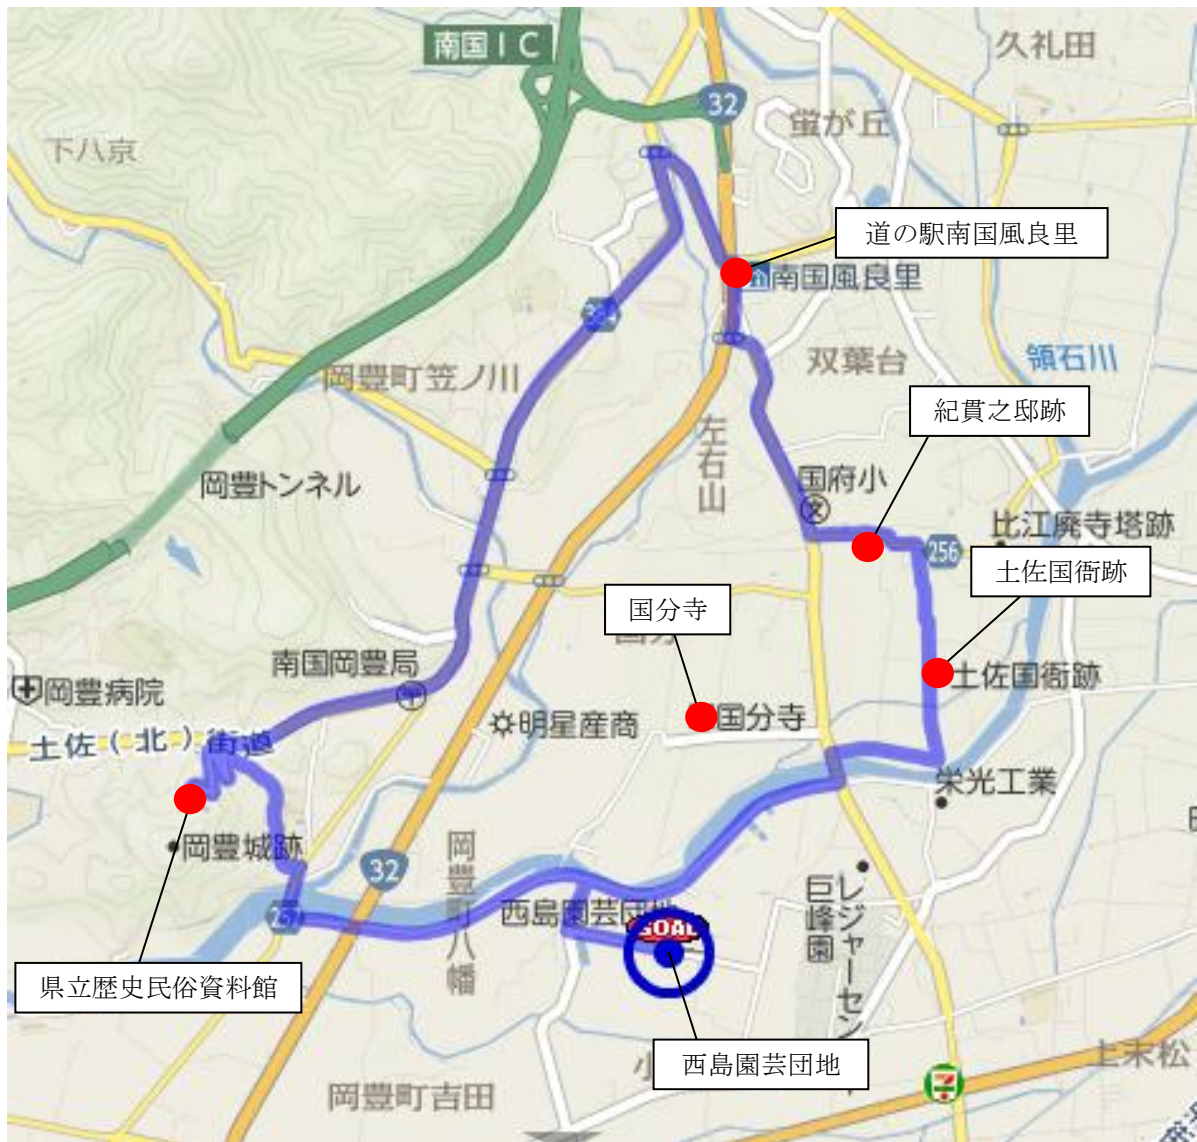 南国IC
久礼田
32
蛍が丘
下八京
道の駅南国風良里
南国風良里
384
双葉台
領石川
岡豊町笠ノ川
紀貫之邸跡
左右山
国府小
岡豊トンネル
比江廃寺塔跡
256
土佐国衙跡
国分寺
南国岡豊局
土佐国衙跡
岡豊病院
国分寺
明星産商
土佐(北)街道
栄光工業
岡豊城跡
32
岡豊町八幡
レジャーセン
巨峰園
西島園芸団地
267
GOAL
県立歴史民俗資料館
西島園芸団地
小
上末松
岡豊町吉田